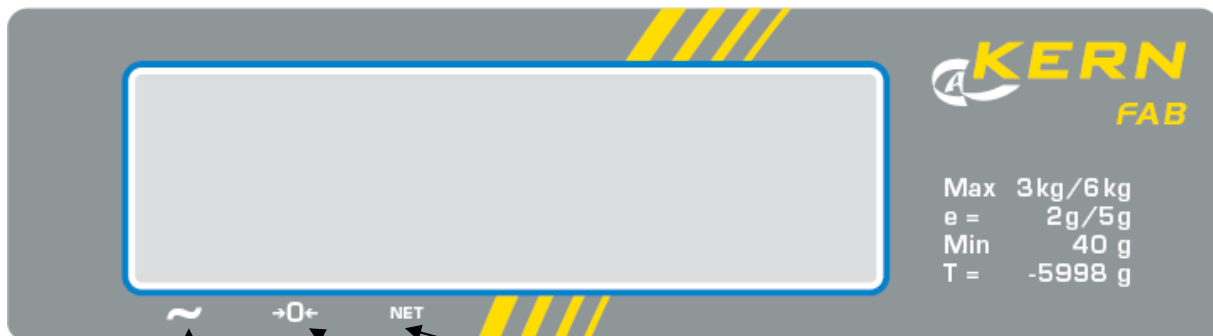 KERN
FAB
Max 3kg/6kg
e = 2g/5g
Min 40 g
T = -5998 g
~ →0← NET